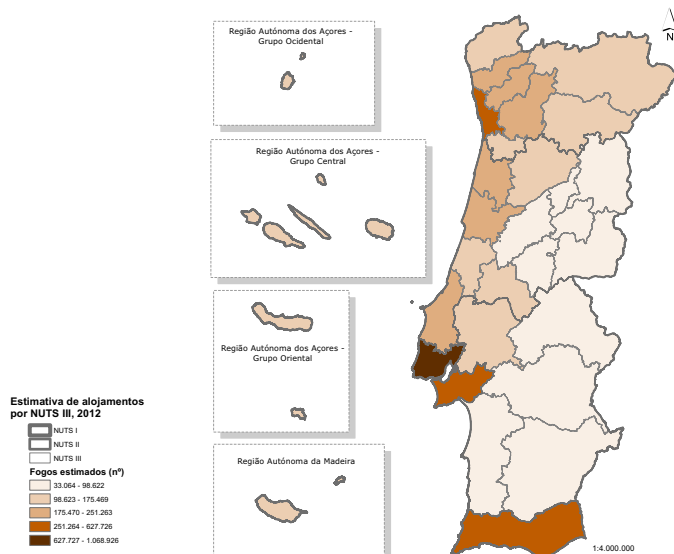 Região Autónoma dos Açores -
Grupo Ocidental
N
Região Autónoma dos Açores -
Grupo Central
Região Autónoma dos Açores -
Grupo Oriental
Estimativa de alojamentos
por NUTS III, 2012
NUTS I
NUTS II
NUTS III
Fogos estimados (nº)
33.064 - 98.622
98.623 - 175.469
175.470 - 251.263
251.264 - 627.726
627.727 - 1.068.926
Região Autónoma da Madeira
1:4.000.000